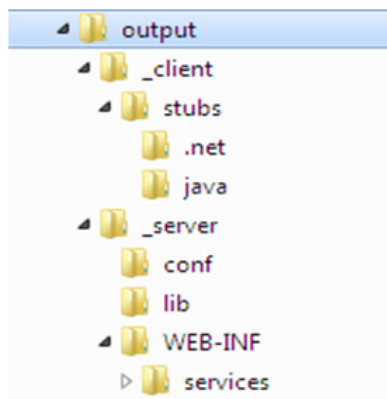 output
_client
stubs
.net
java
_server
conf
lib
WEB-INF
services